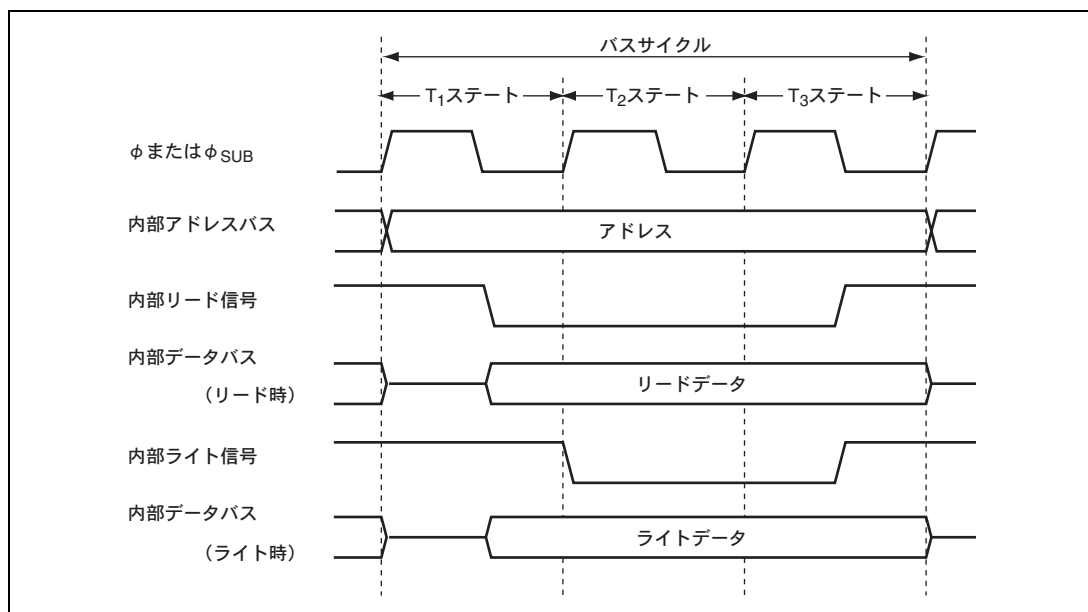 バスサイクル
T1ステート T2ステート T3ステート
φまたはφSUB
内部アドレスバス アドレス
内部リード信号
内部データバス
（リード時） リードデータ
内部ライト信号
内部データバス
（ライト時） ライトデータ